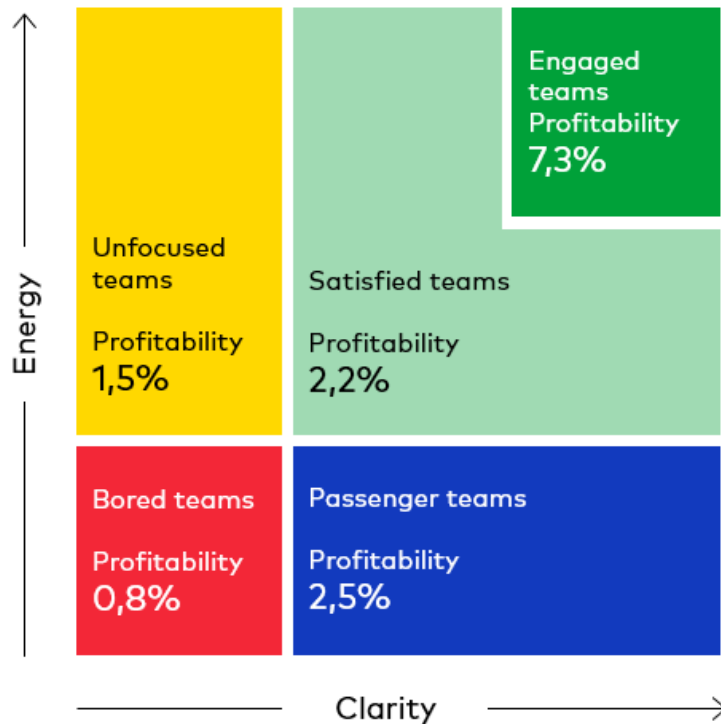 Energy
Unfocused
teams
Profitability
1,5%
Satisfied teams
Profitability
2,2%
Engaged
teams
Profitability
7,3%
Bored teams
Profitability
0,8%
Passenger teams
Profitability
2,5%
Clarity